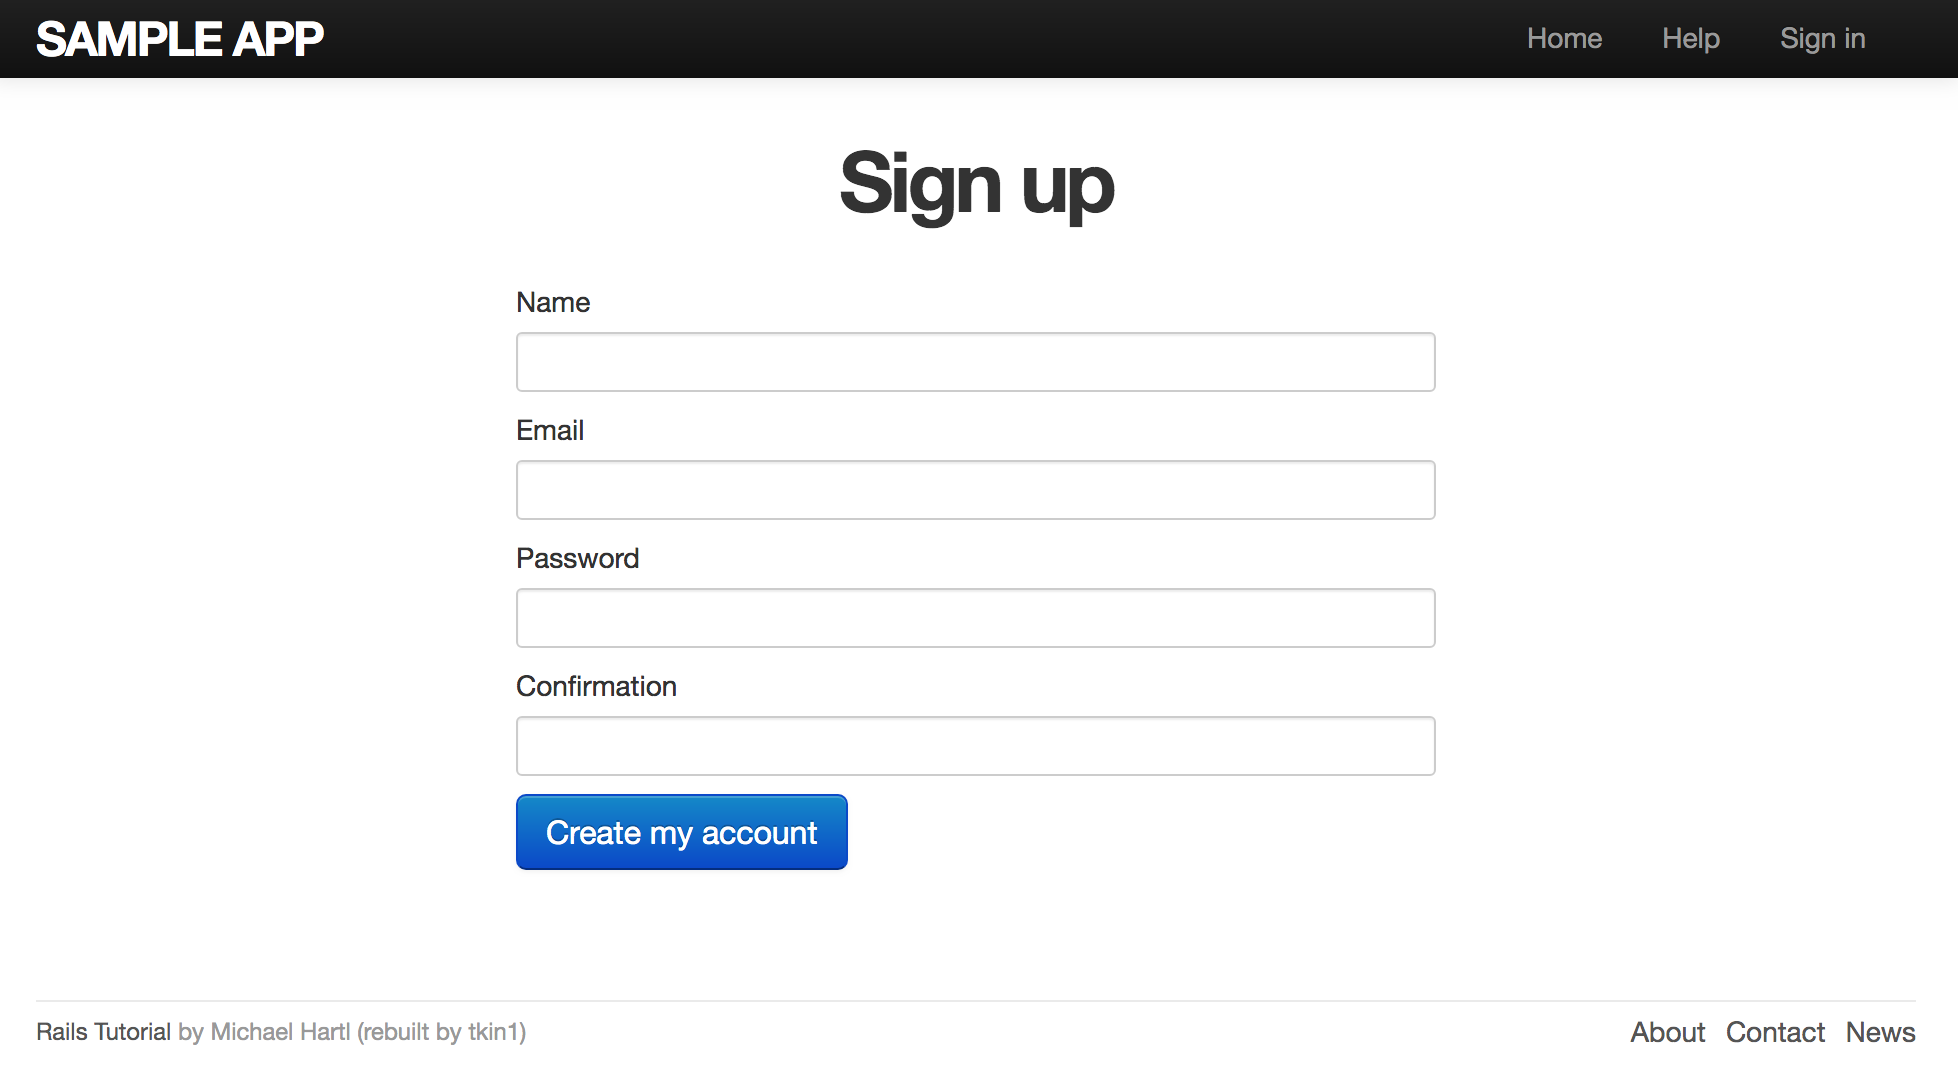 SAMPLE APP Home Help Sign in
Sign up
Name
Email
Password
Confirmation
Create my account
Rails Tutorial by Michael Hartl (rebuilt by tkin1) About Contact News